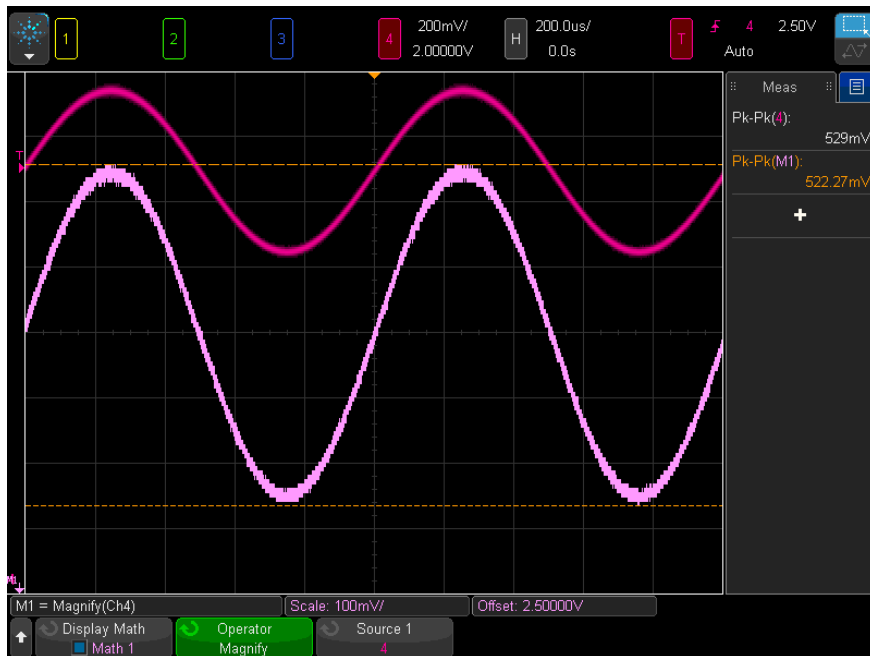 1 2 3 4 200mV/ H 200.0us/ T 4 2.50V
2.00000V 0.0s Auto
Meas
Pk-Pk(4):
529mV
Pk-Pk(M1):
522.27mV
+
T
M1
M1 = Magnify(Ch4) Scale: 100mV/ Offset: 2.50000V
Display Math Operator Source 1
Math 1 Magnify 4